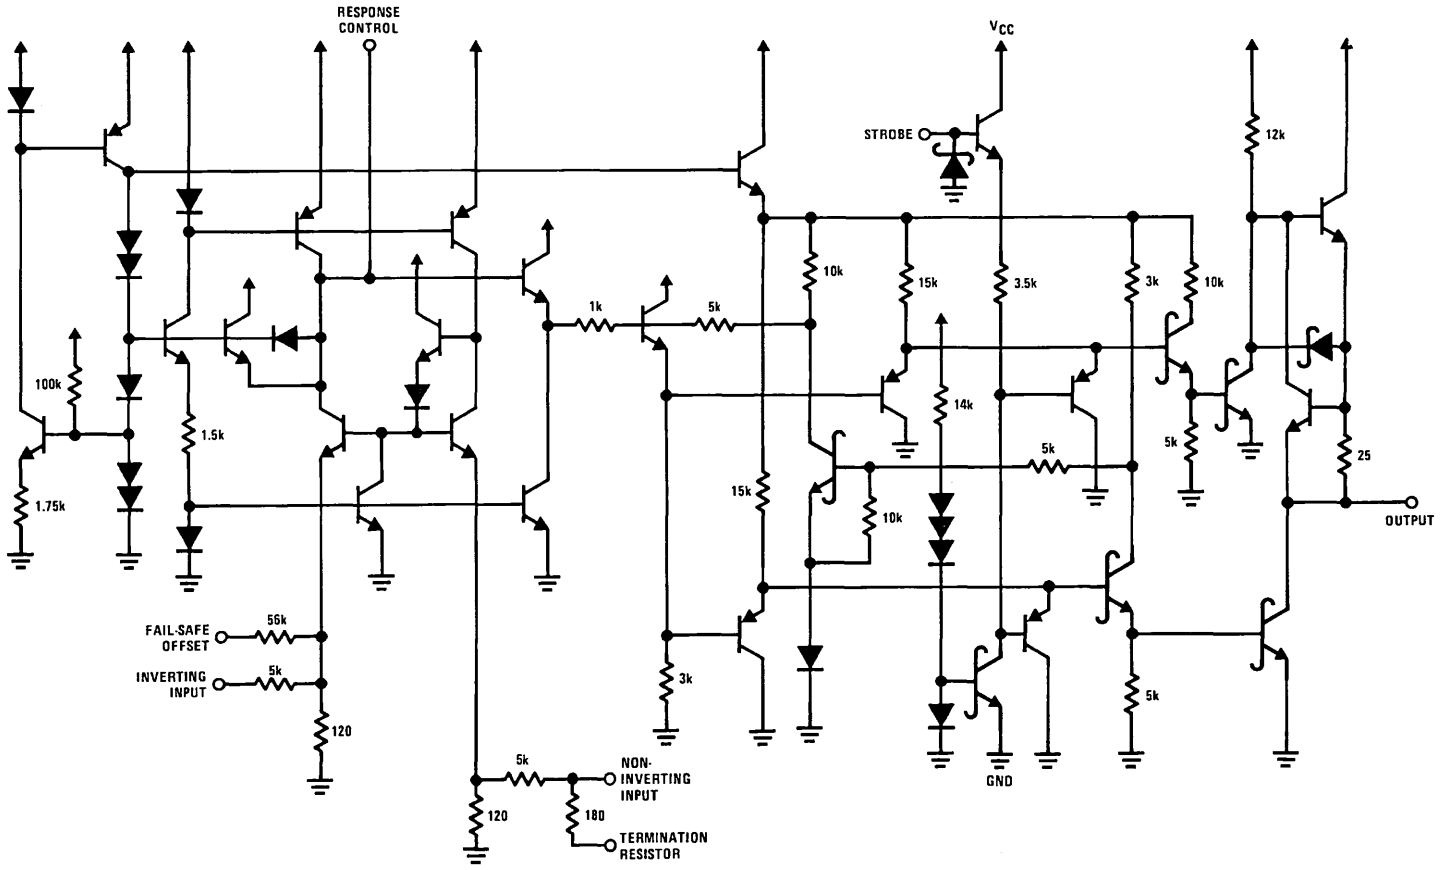 RESPONSE
CONTROL
VCC
STROBE
12k
10k
15k
3.5k
3k
10k
1k
5k
100k
14k
1.5k
5k
5k
25
1.75k
15k
10k
OUTPUT
FAIL-SAFE
OFFSET
56k
INVERTING
INPUT
5k
3k
5k
120
5k
NON-
INVERTING
INPUT
GND
120
180
TERMINATION
RESISTOR